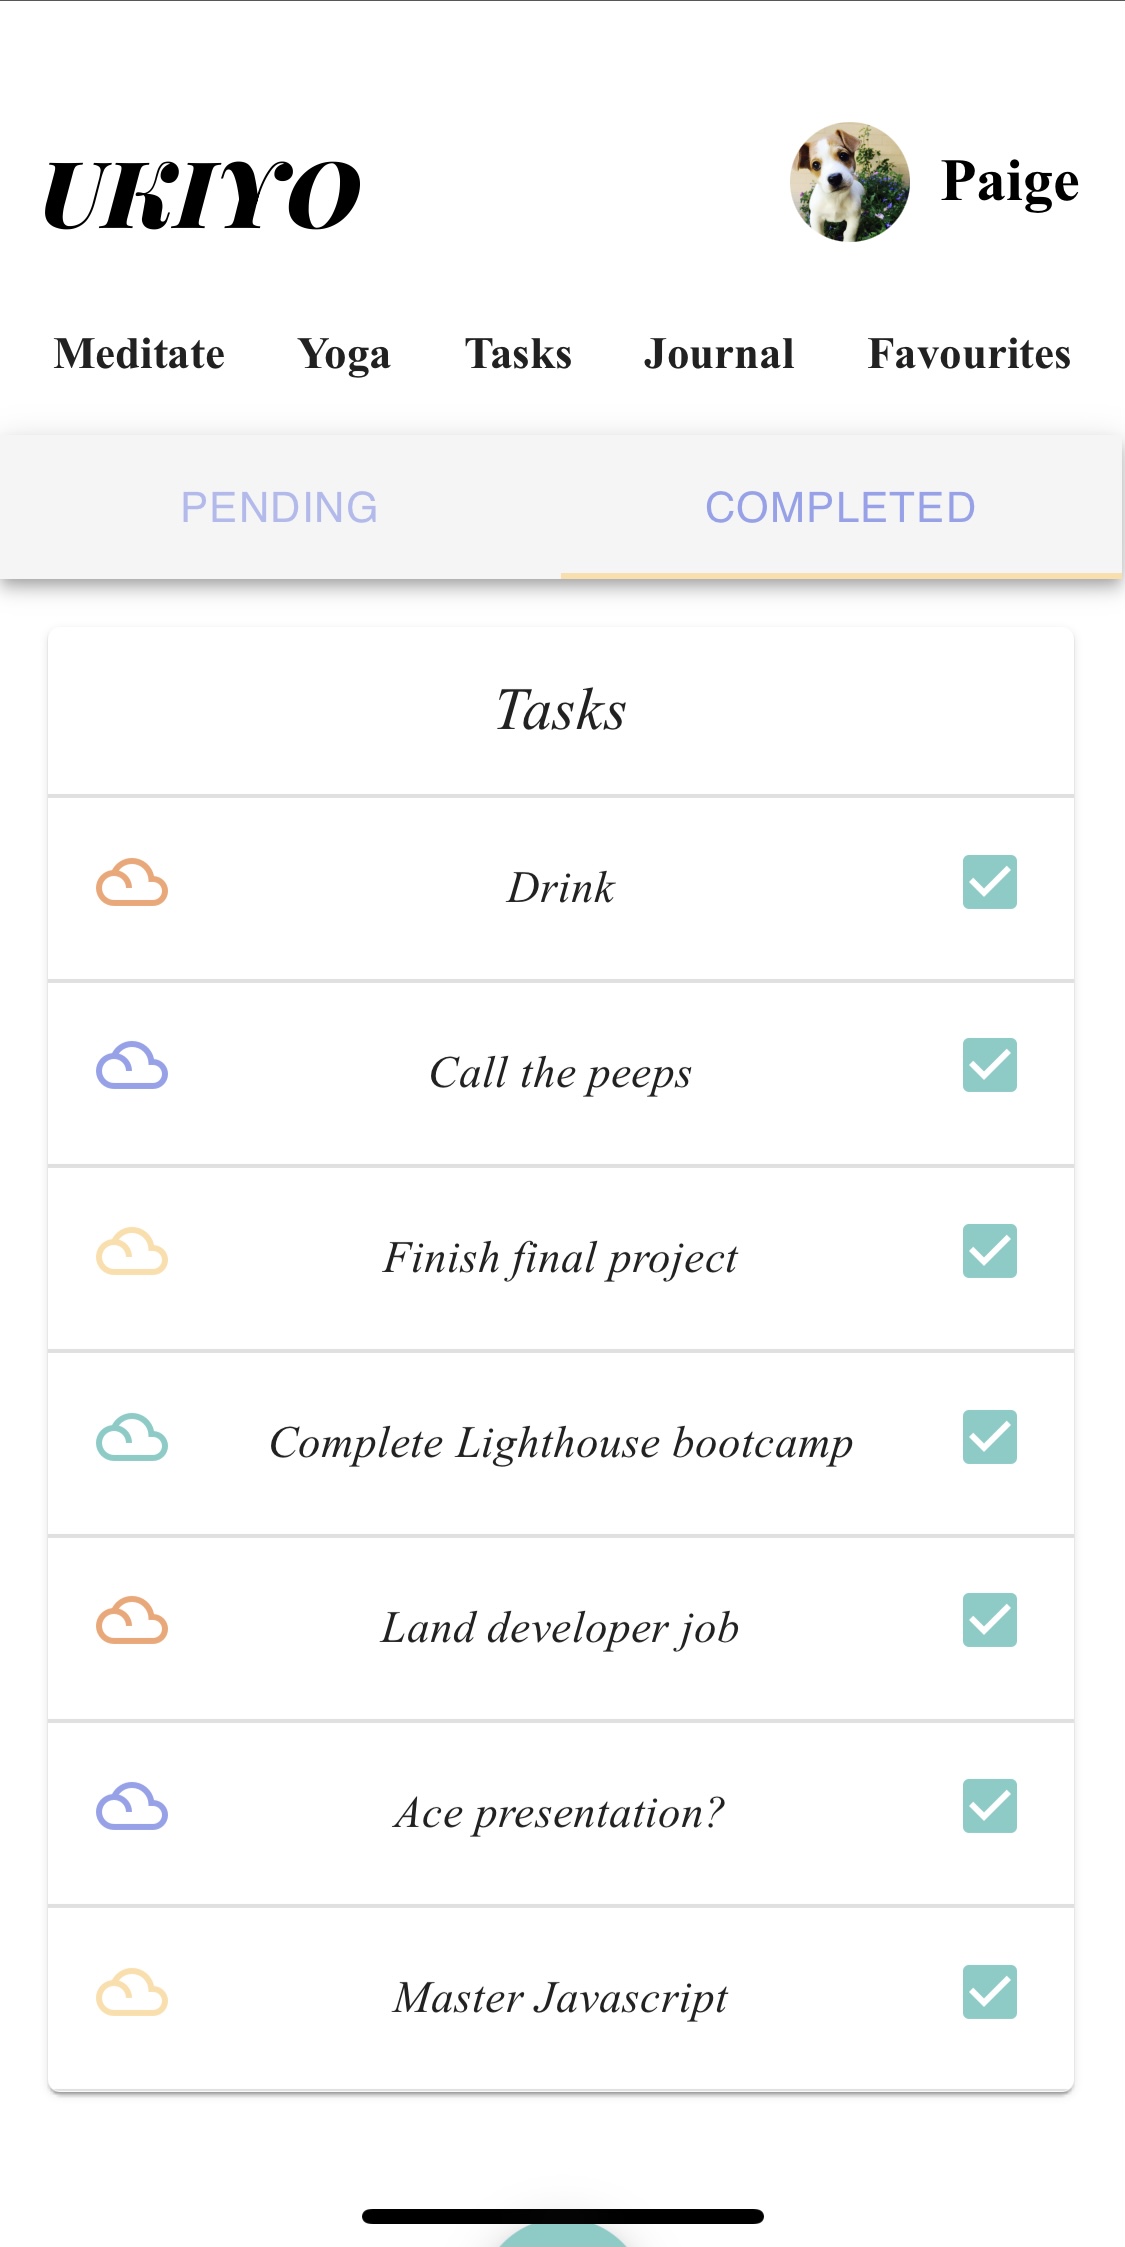 UKIYO
Paige
Meditate Yoga Tasks Journal Favourites
PENDING COMPLETED
Tasks
Drink
Call the peeps
Finish final project
Complete Lighthouse bootcamp
Land developer job
Ace presentation?
Master Javascript